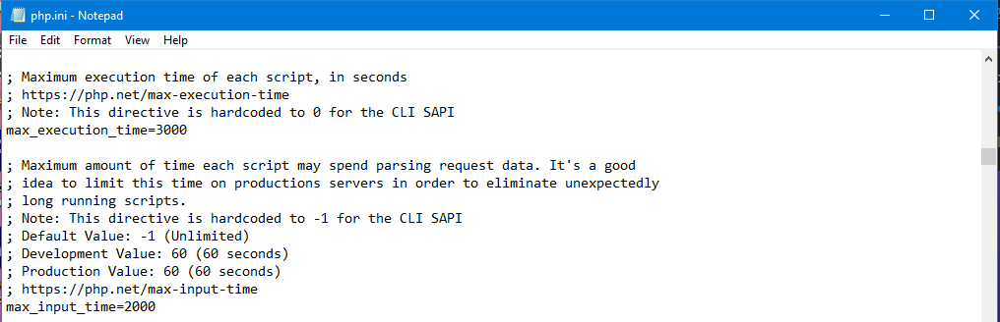 php.ini - Notepad
File Edit Format View Help
; Maximum execution time of each script, in seconds
; https://php.net/max-execution-time
; Note: This directive is hardcoded to 0 for the CLI SAPI
max_execution_time=3000
; Maximum amount of time each script may spend parsing request data. It's a good
; idea to limit this time on productions servers in order to eliminate unexpectedly
; long running scripts.
; Note: This directive is hardcoded to -1 for the CLI SAPI
; Default Value: -1 (Unlimited)
; Development Value: 60 (60 seconds)
; Production Value: 60 (60 seconds)
; https://php.net/max-input-time
max_input_time=2000